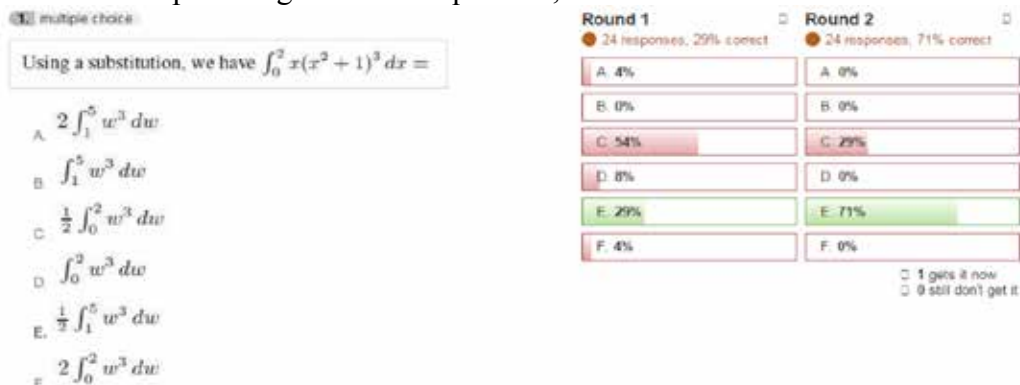 1. multiple choice
Using a substitution, we have ∫₀² x(x² + 1)³ dx =
A. 2 ∫₁⁵ w³ dw
B. ∫₁⁵ w³ dw
C. ½ ∫₀² w³ dw
D. ∫₀² w³ dw
E. ½ ∫₁⁵ w³ dw
F. 2 ∫₀² w³ dw
Round 1
24 responses, 29% correct
A. 4%
B. 0%
C. 54%
D. 8%
E. 29%
F. 4%
Round 2
24 responses, 71% correct
A. 0%
B. 0%
C. 29%
D. 0%
E. 71%
F. 0%
1 gets it now
0 still don't get it